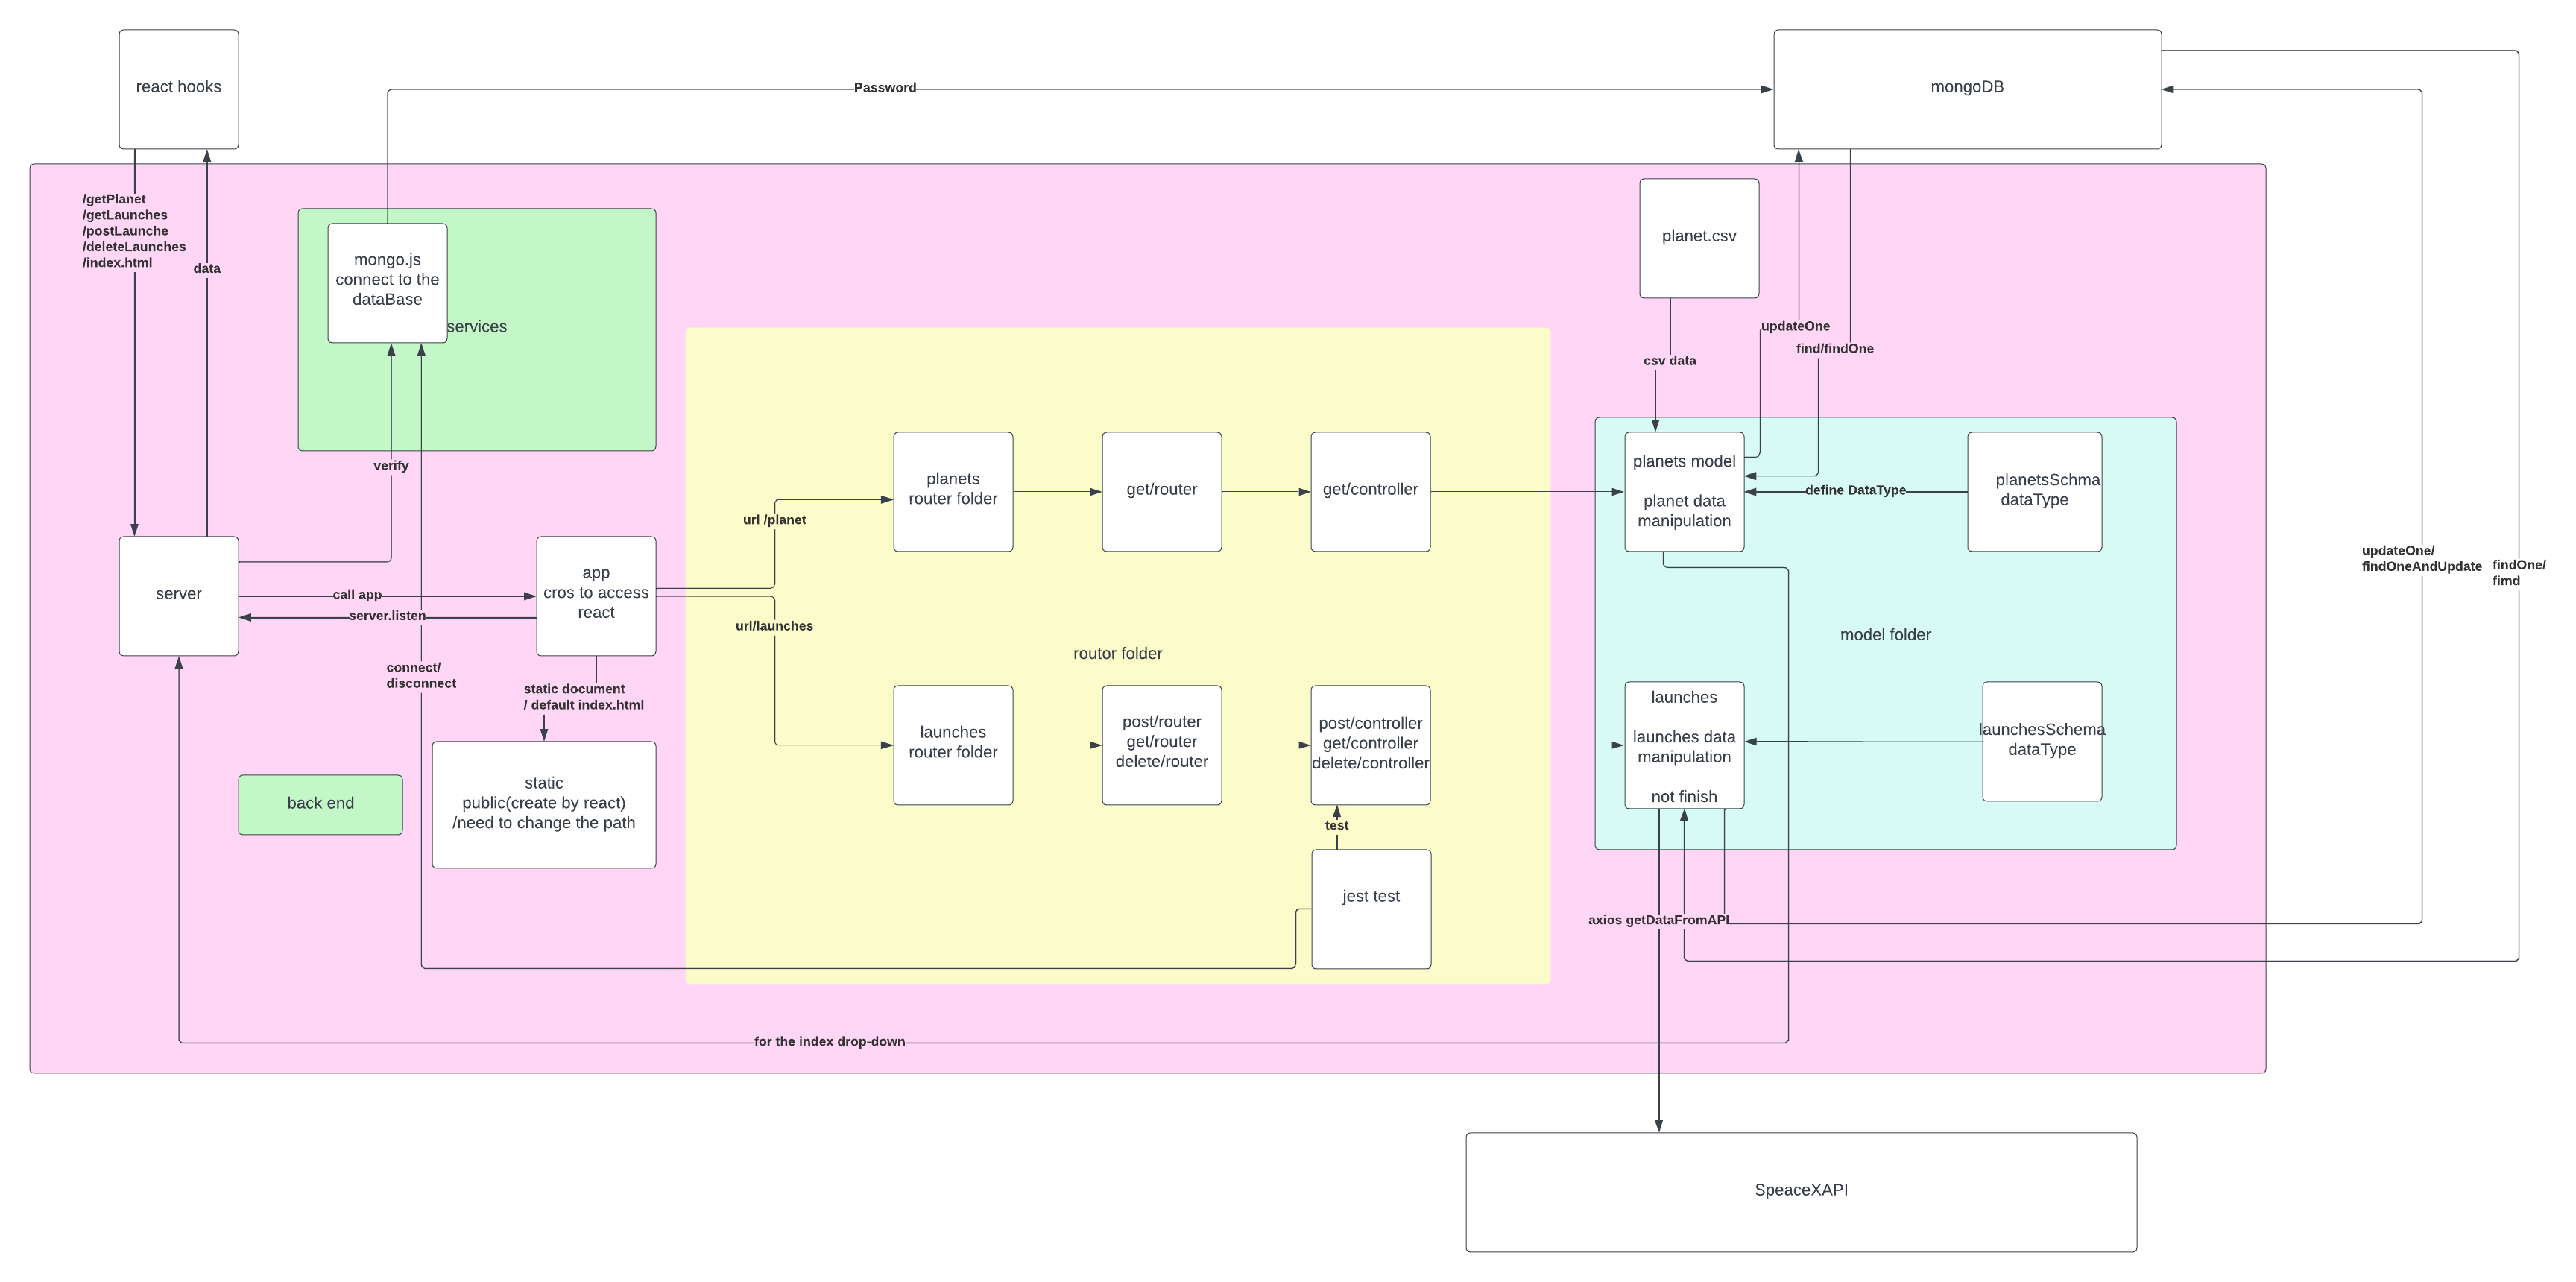 react hooks
mongoDB
Password
/getPlanet
/getLaunches
/postLaunche
/deleteLaunches
/index.html
data
mongo.js
connect to the
dataBase
services
planet.csv
updateOne
find/findOne
csv data
verify
planets
router folder
get/router
get/controller
planets model
planet data
manipulation
define DataType
planetsSchma
dataType
url /planet
server
call app
server.listen
app
cros to access
react
url/launches
updateOne/
findOneAndUpdate
findOne/
fimd
routor folder
model folder
connect/
disconnect
static document
/ default index.html
launches
router folder
post/router
get/router
delete/router
post/controller
get/controller
delete/controller
launches
launches data
manipulation
not finish
launchesSchema
dataType
back end
static
public(create by react)
/need to change the path
test
jest test
axios getDataFromAPI
for the index drop-down
SpeaceXAPI